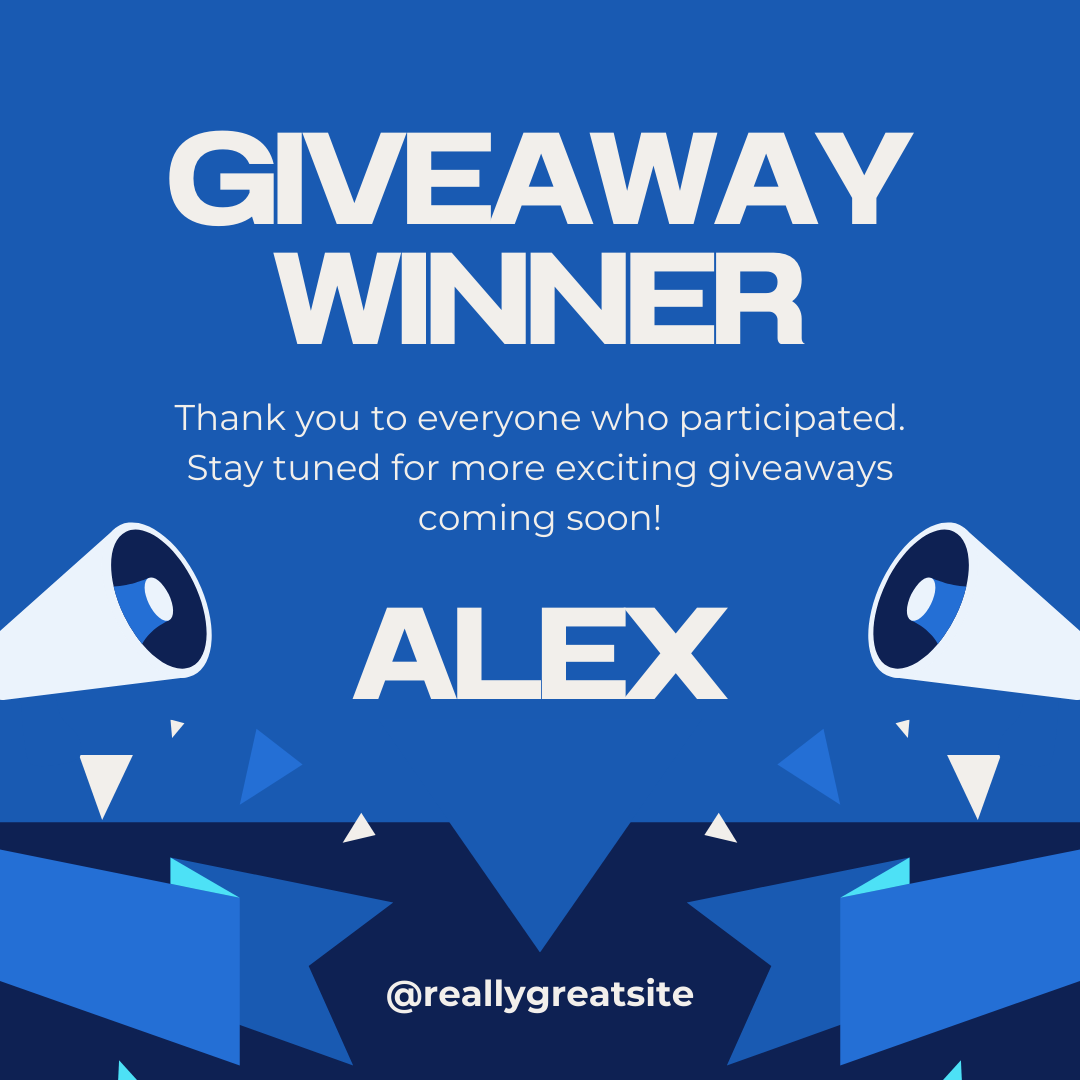 GIVEAWAY
WINNER
Thank you to everyone who participated.
Stay tuned for more exciting giveaways
coming soon!
ALEX
@reallygreatsite